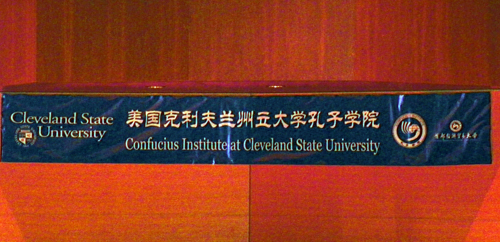 Cleveland State
University
美国克利夫兰州立大学孔子学院
Confucius Institute at Cleveland State University